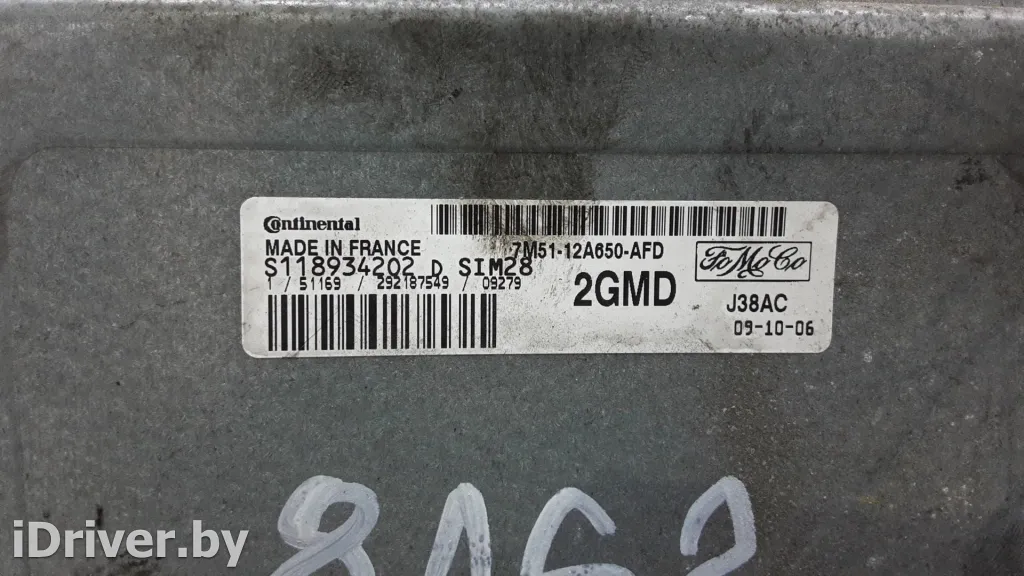 Continental
MADE IN FRANCE
7M51-12A650-AFD
FoMoCo
S118934202 D SIM28
1 / 51169 / 292187549 / 09279
2GMD
J38AC
09-10-06
iDriver.by